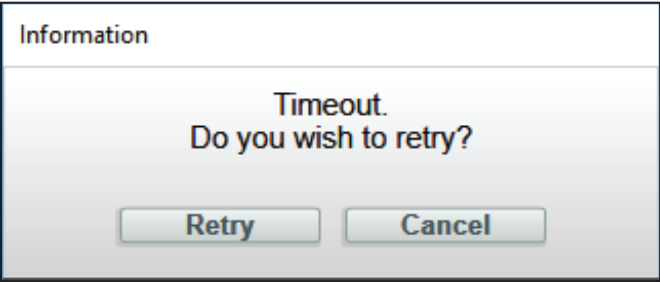 Information
Timeout.
Do you wish to retry?
Retry
Cancel